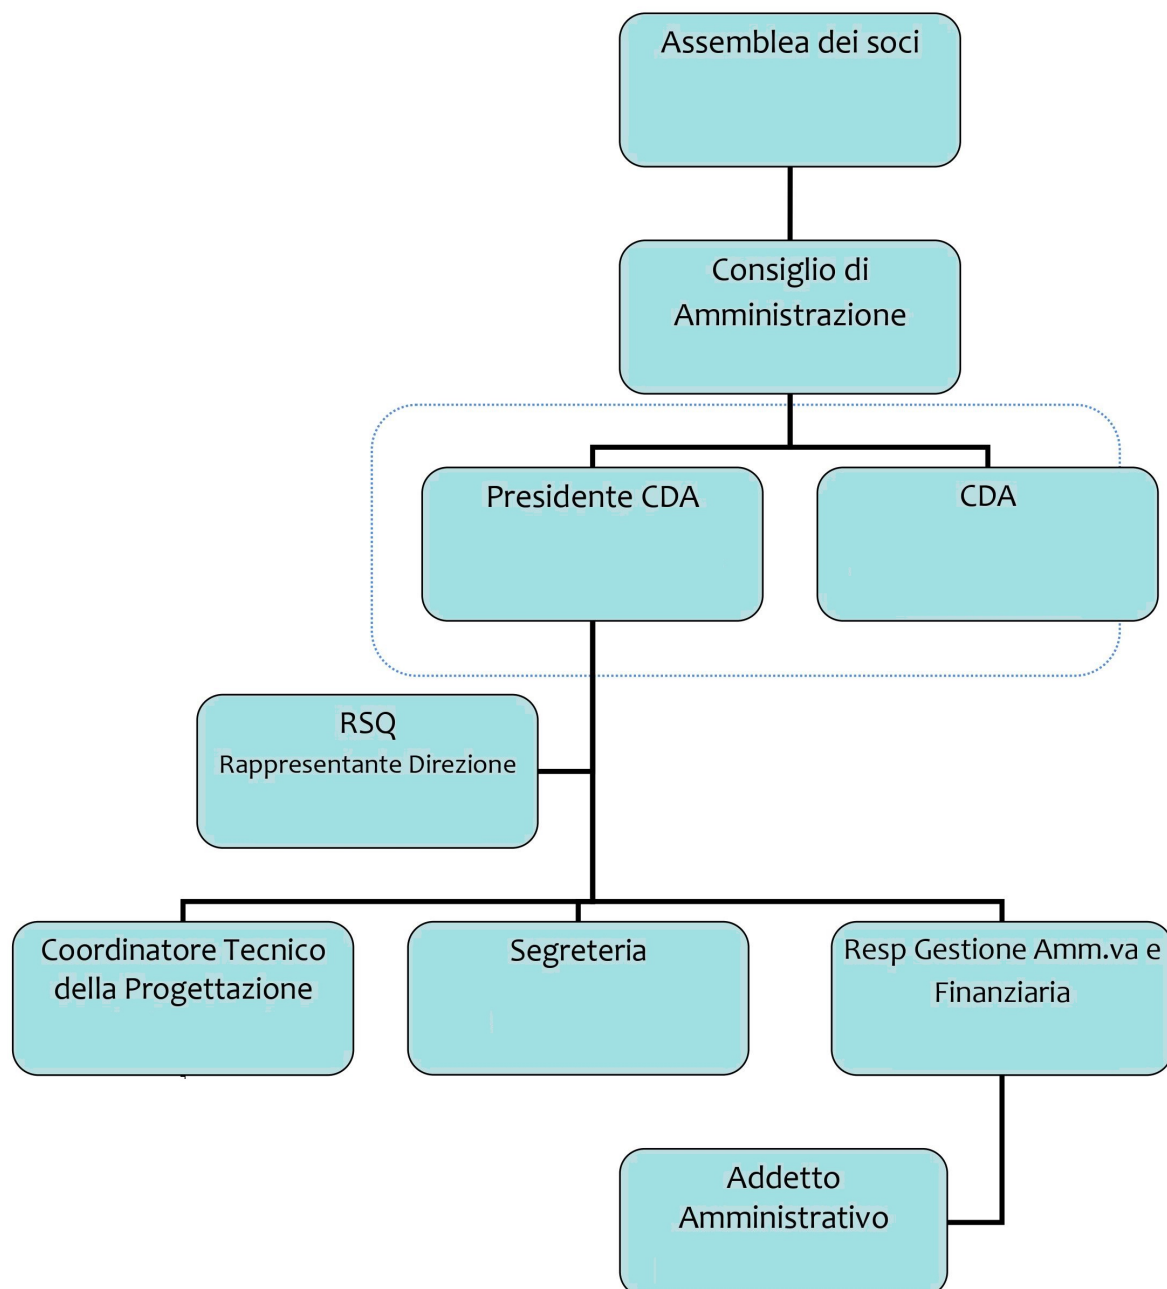 Assemblea dei soci
Consiglio di
Amministrazione
Presidente CDA
CDA
RSQ
Rappresentante Direzione
Coordinatore Tecnico
della Progettazione
Segreteria
Resp Gestione Amm.va e
Finanziaria
Addetto
Amministrativo